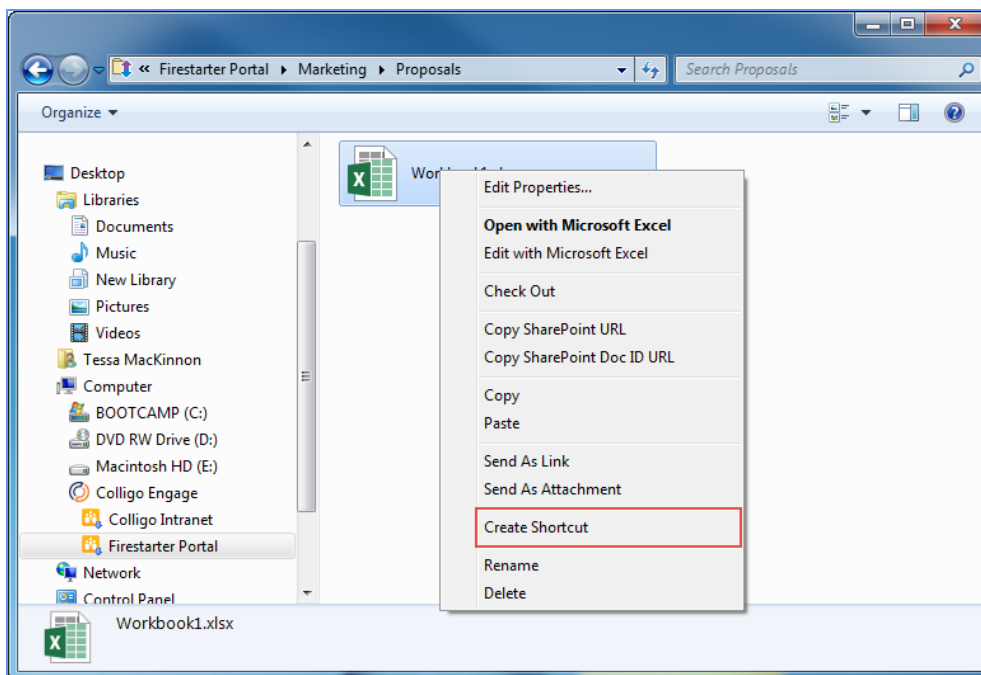 « Firestarter Portal Marketing Proposals
Search Proposals
Organize
Desktop
Libraries
Documents
Music
New Library
Pictures
Videos
Tessa MacKinnon
Computer
BOOTCAMP (C:)
DVD RW Drive (D:)
Macintosh HD (E:)
Colligo Engage
Colligo Intranet
Firestarter Portal
Network
Control Panel
Edit Properties...
Open with Microsoft Excel
Edit with Microsoft Excel
Check Out
Copy SharePoint URL
Copy SharePoint Doc ID URL
Copy
Paste
Send As Link
Send As Attachment
Create Shortcut
Rename
Delete
Workbook1.xlsx